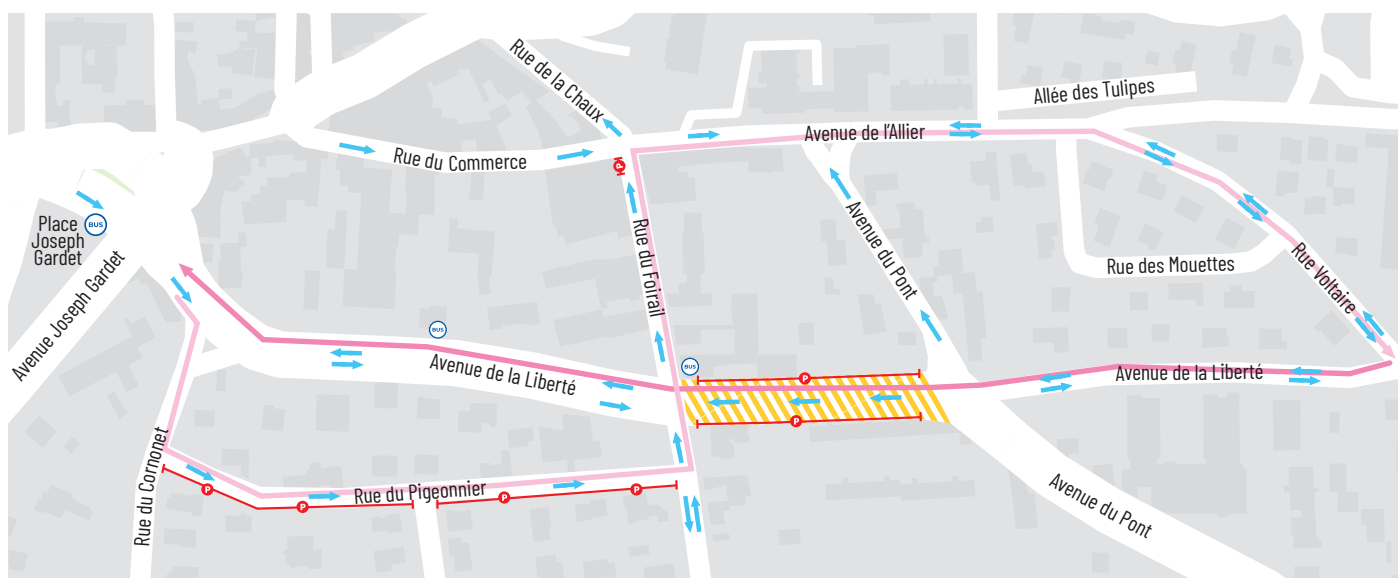 Rue de la Chaux
Allée des Tulipes
Avenue de l'Allier
Rue du Commerce
P
Place
Joseph
Gardet
BUS
Avenue Joseph Gardet
Rue du Foirail
Avenue du Pont
Rue des Mouettes
Rue Voltaire
BUS
Avenue de la Liberté
BUS
P
Avenue de la Liberté
P
Rue du Cornonet
P
P
Rue du Pigeonnier
P
P
Avenue du Pont